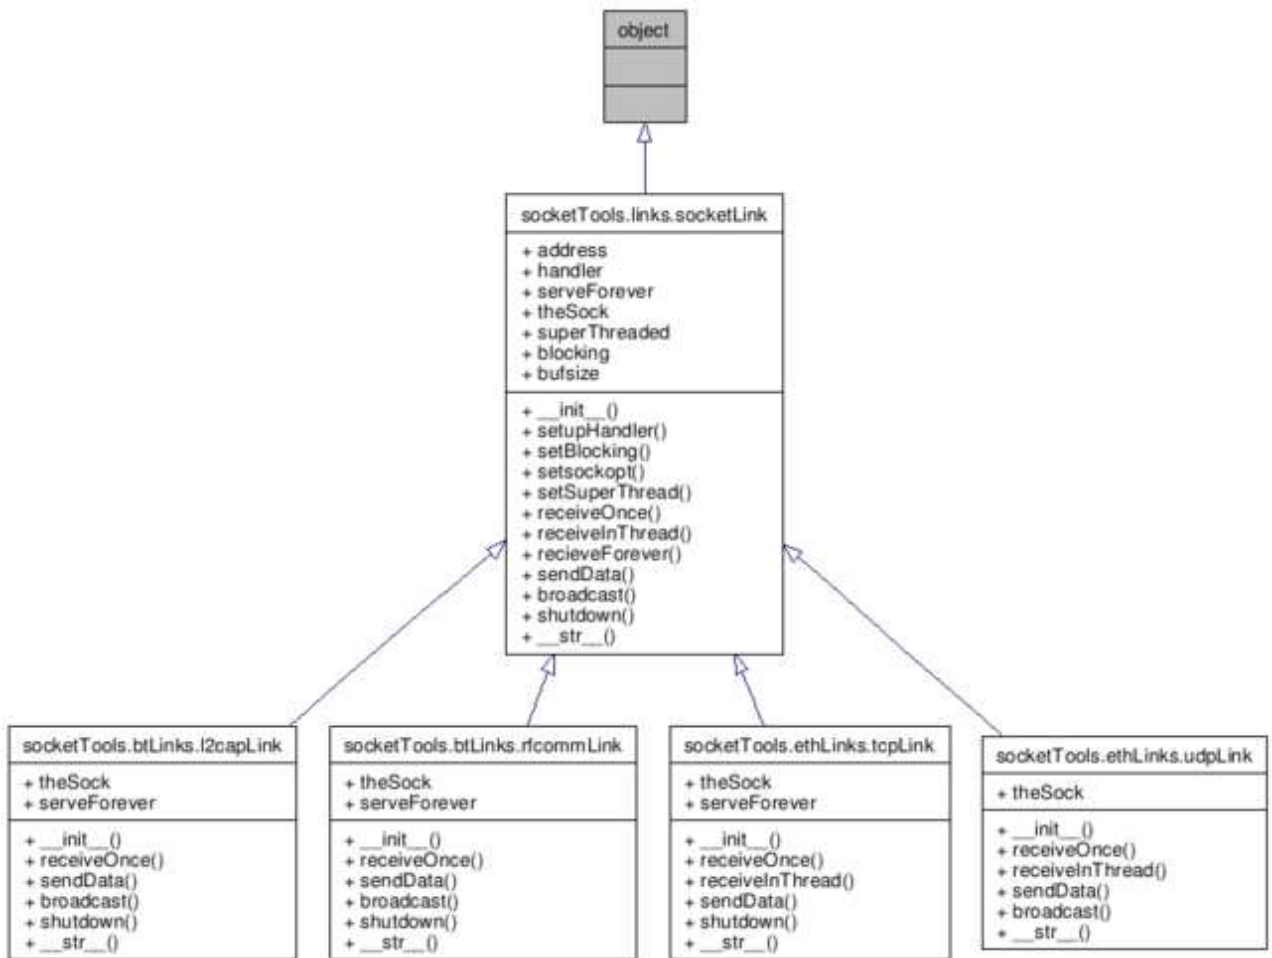 object
socketTools.links.socketLink
+ address
+ handler
+ serveForever
+ theSock
+ superThreaded
+ blocking
+ bufsize
+ __init__()
+ setupHandler()
+ setBlocking()
+ setsockopt()
+ setSuperThread()
+ receiveOnce()
+ receiveInThread()
+ recieveForever()
+ sendData()
+ broadcast()
+ shutdown()
+ __str__()
socketTools.btLinks.l2capLink
+ theSock
+ serveForever
+ __init__()
+ receiveOnce()
+ sendData()
+ broadcast()
+ shutdown()
+ __str__()
socketTools.btLinks.rfcommLink
+ theSock
+ serveForever
+ __init__()
+ receiveOnce()
+ sendData()
+ broadcast()
+ shutdown()
+ __str__()
socketTools.ethLinks.tcpLink
+ theSock
+ serveForever
+ __init__()
+ receiveOnce()
+ receiveInThread()
+ sendData()
+ shutdown()
+ __str__()
socketTools.ethLinks.udpLink
+ theSock
+ __init__()
+ receiveOnce()
+ receiveInThread()
+ sendData()
+ broadcast()
+ __str__()